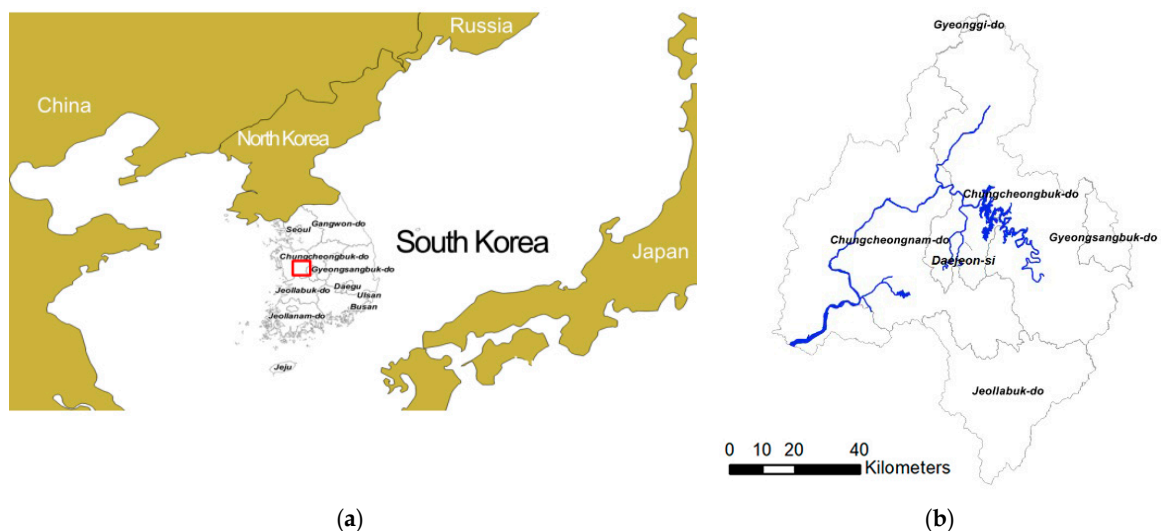 Russia
China
North Korea
Gangwon-do
Seoul
South Korea
Japan
Chungcheongbuk-do
Gyeongsangbuk-do
Jeollabuk-do
Daegu
Ulsan
Busan
Jeollanam-do
Jeju
(a)
Gyeonggi-do
Chungcheongbuk-do
Chungcheongnam-do
Gyeongsangbuk-do
Daejeon-si
Jeollabuk-do
0 10 20 40
Kilometers
(b)